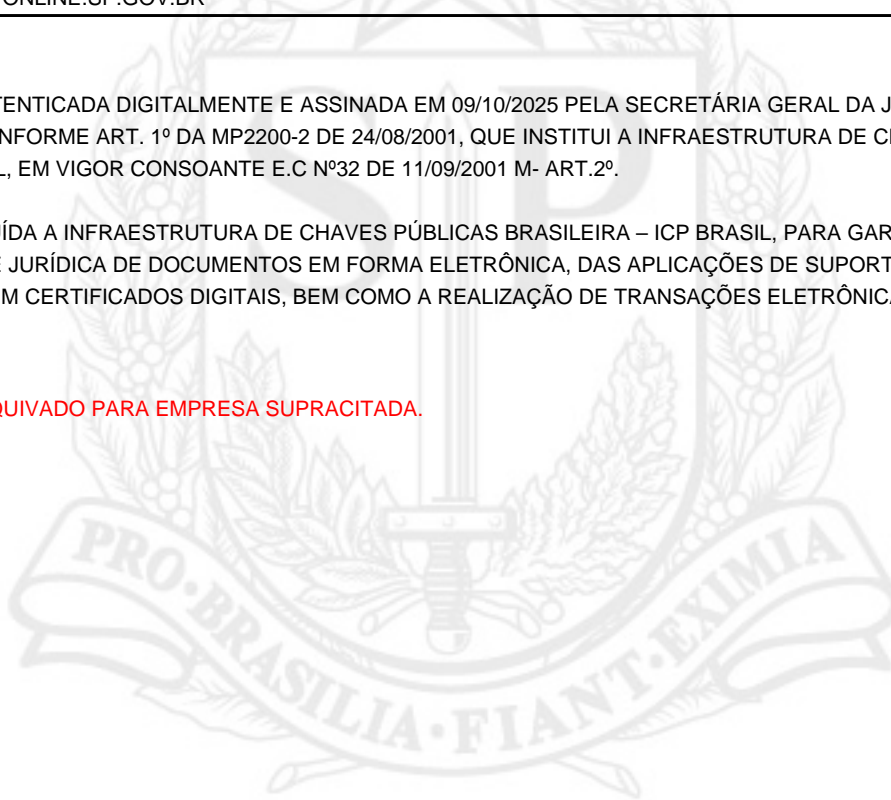 ONLINE.SP.GOV.BR
TENTICADA DIGITALMENTE E ASSINADA EM 09/10/2025 PELA SECRETÁRIA GERAL DA J
NFORME ART. 1º DA MP2200-2 DE 24/08/2001, QUE INSTITUI A INFRAESTRUTURA DE C
L, EM VIGOR CONSOANTE E.C Nº32 DE 11/09/2001 M- ART.2º.
UÍDA A INFRAESTRUTURA DE CHAVES PÚBLICAS BRASILEIRA – ICP BRASIL, PARA GAR
E JURÍDICA DE DOCUMENTOS EM FORMA ELETRÔNICA, DAS APLICAÇÕES DE SUPORT
M CERTIFICADOS DIGITAIS, BEM COMO A REALIZAÇÃO DE TRANSAÇÕES ELETRÔNICA
QUIVADO PARA EMPRESA SUPRACITADA.
SP
PRO·BRASILIA·FIANT·EXIMIA